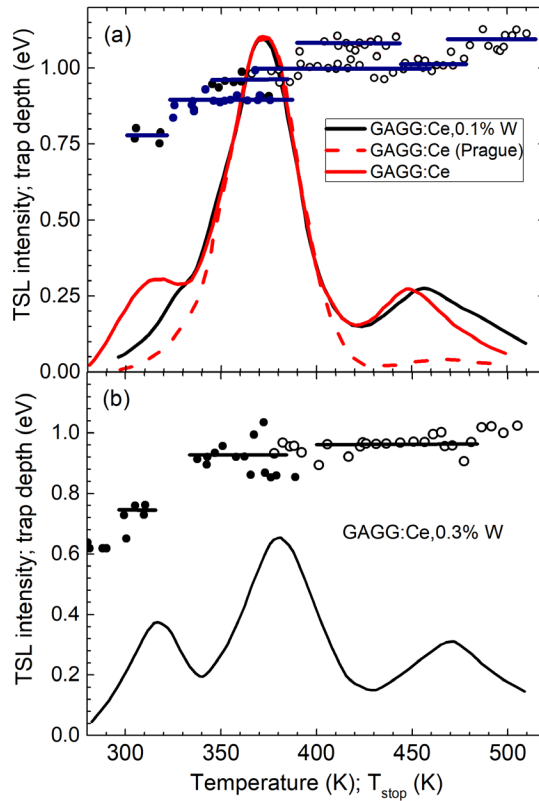 (a)
TSL intensity; trap depth (eV)
1.00
0.75
0.50
0.25
0.00
GAGG:Ce,0.1% W
GAGG:Ce (Prague)
GAGG:Ce
(b)
TSL intensity; trap depth (eV)
1.0
0.8
0.6
0.4
0.2
0.0
GAGG:Ce,0.3% W
300 350 400 450 500
Temperature (K); T_stop (K)